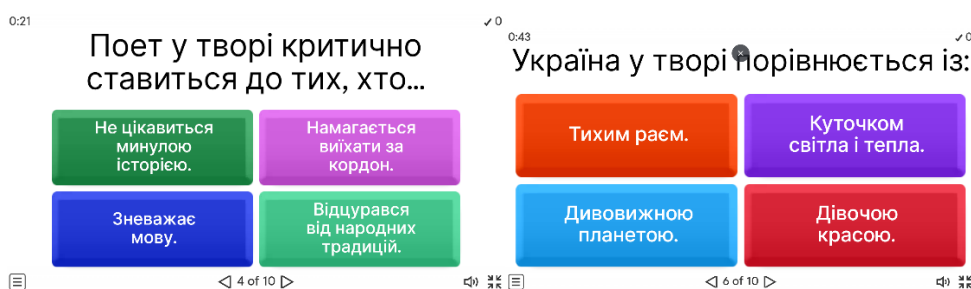 0:21
✓ 0
Поет у творі критично
ставиться до тих, хто...
Не цікавиться
минулою
історією.
Намагається
виїхати за
кордон.
Зневажає
мову.
Відцурався
від народних
традицій.
4 of 10
0:43
✓ 0
Україна у творі порівнюється із:
Тихим раєм.
Куточком
світла і тепла.
Дивовижною
планетою.
Дівочою
красою.
6 of 10